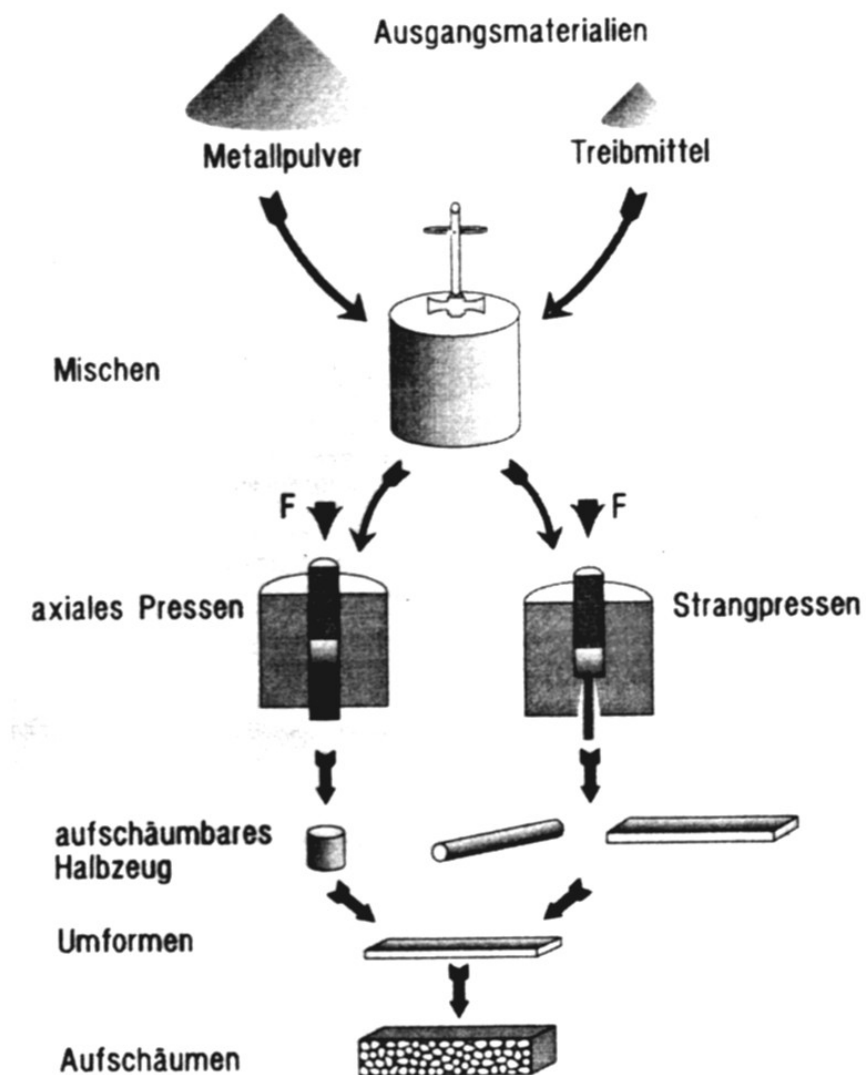 Ausgangsmaterialien
Metallpulver
Treibmittel
Mischen
F
F
axiales Pressen
Strangpressen
aufschäumbares
Halbzeug
Umformen
Aufschäumen